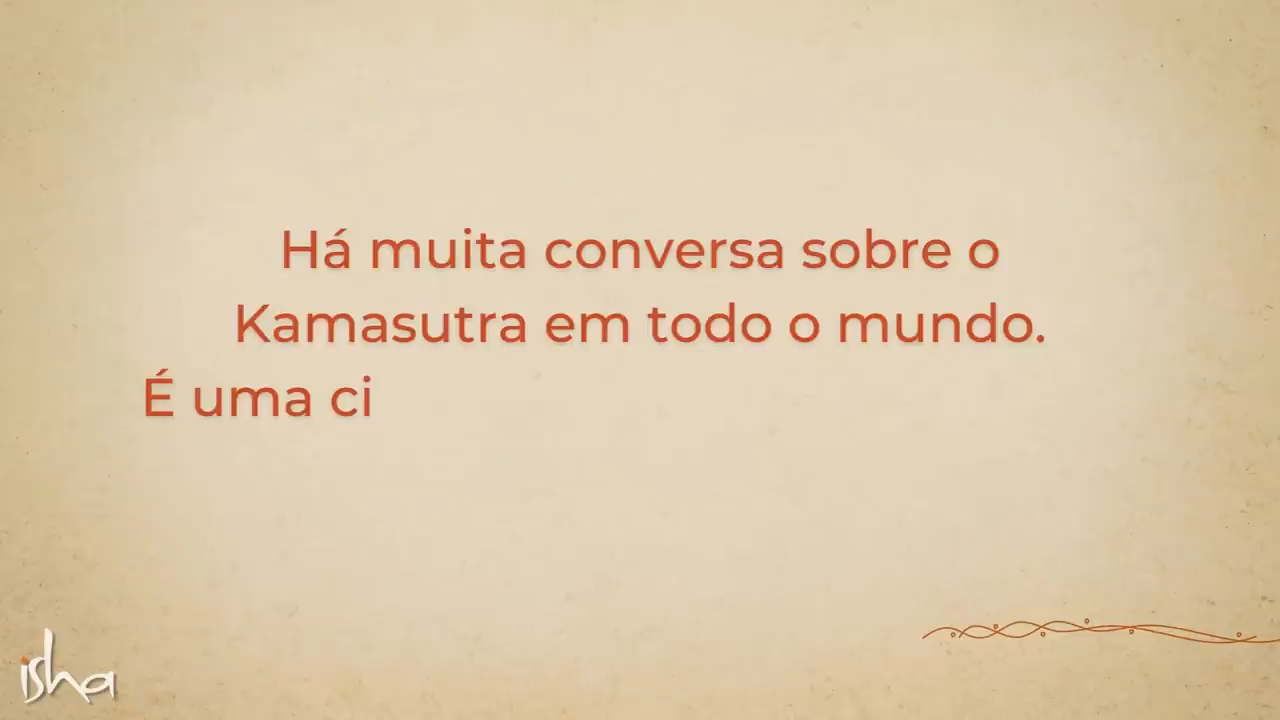 Há muita conversa sobre o
Kamasutra em todo o mundo.
É uma ci
isha